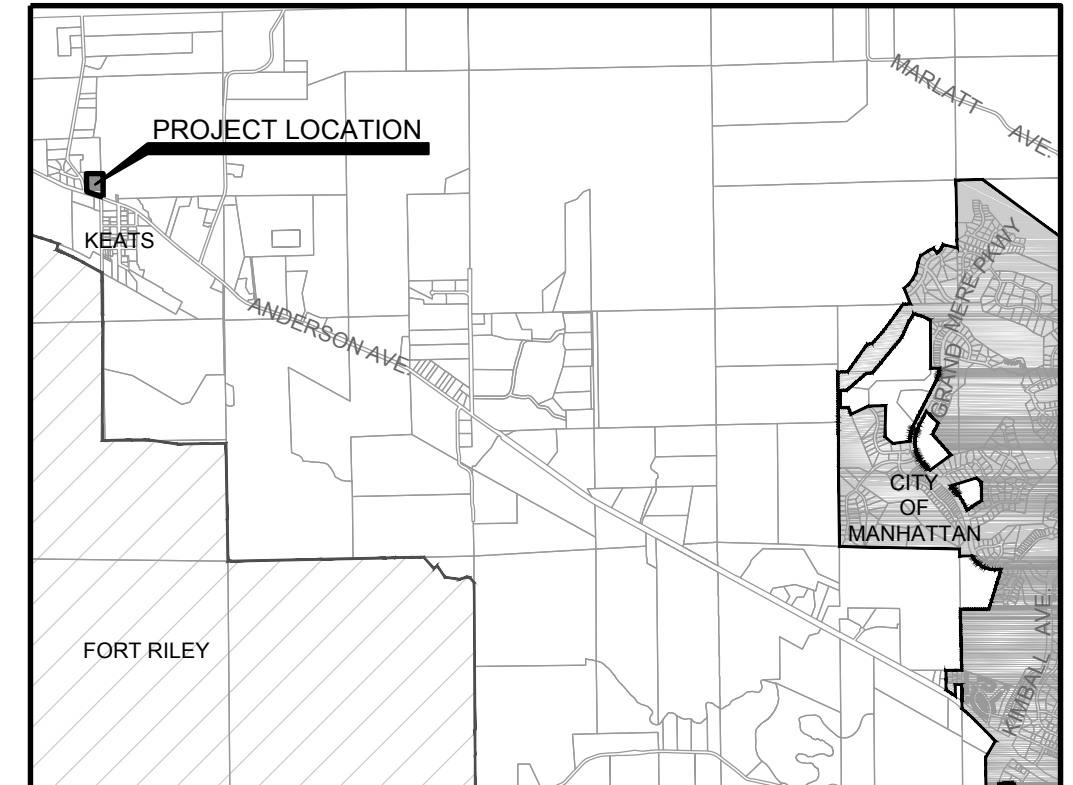 MARLATT AVE.
PROJECT LOCATION
KEATS
GRAND MERE PKWY
ANDERSON AVE.
CITY
OF
MANHATTAN
KIMBALL AVE.
FORT RILEY